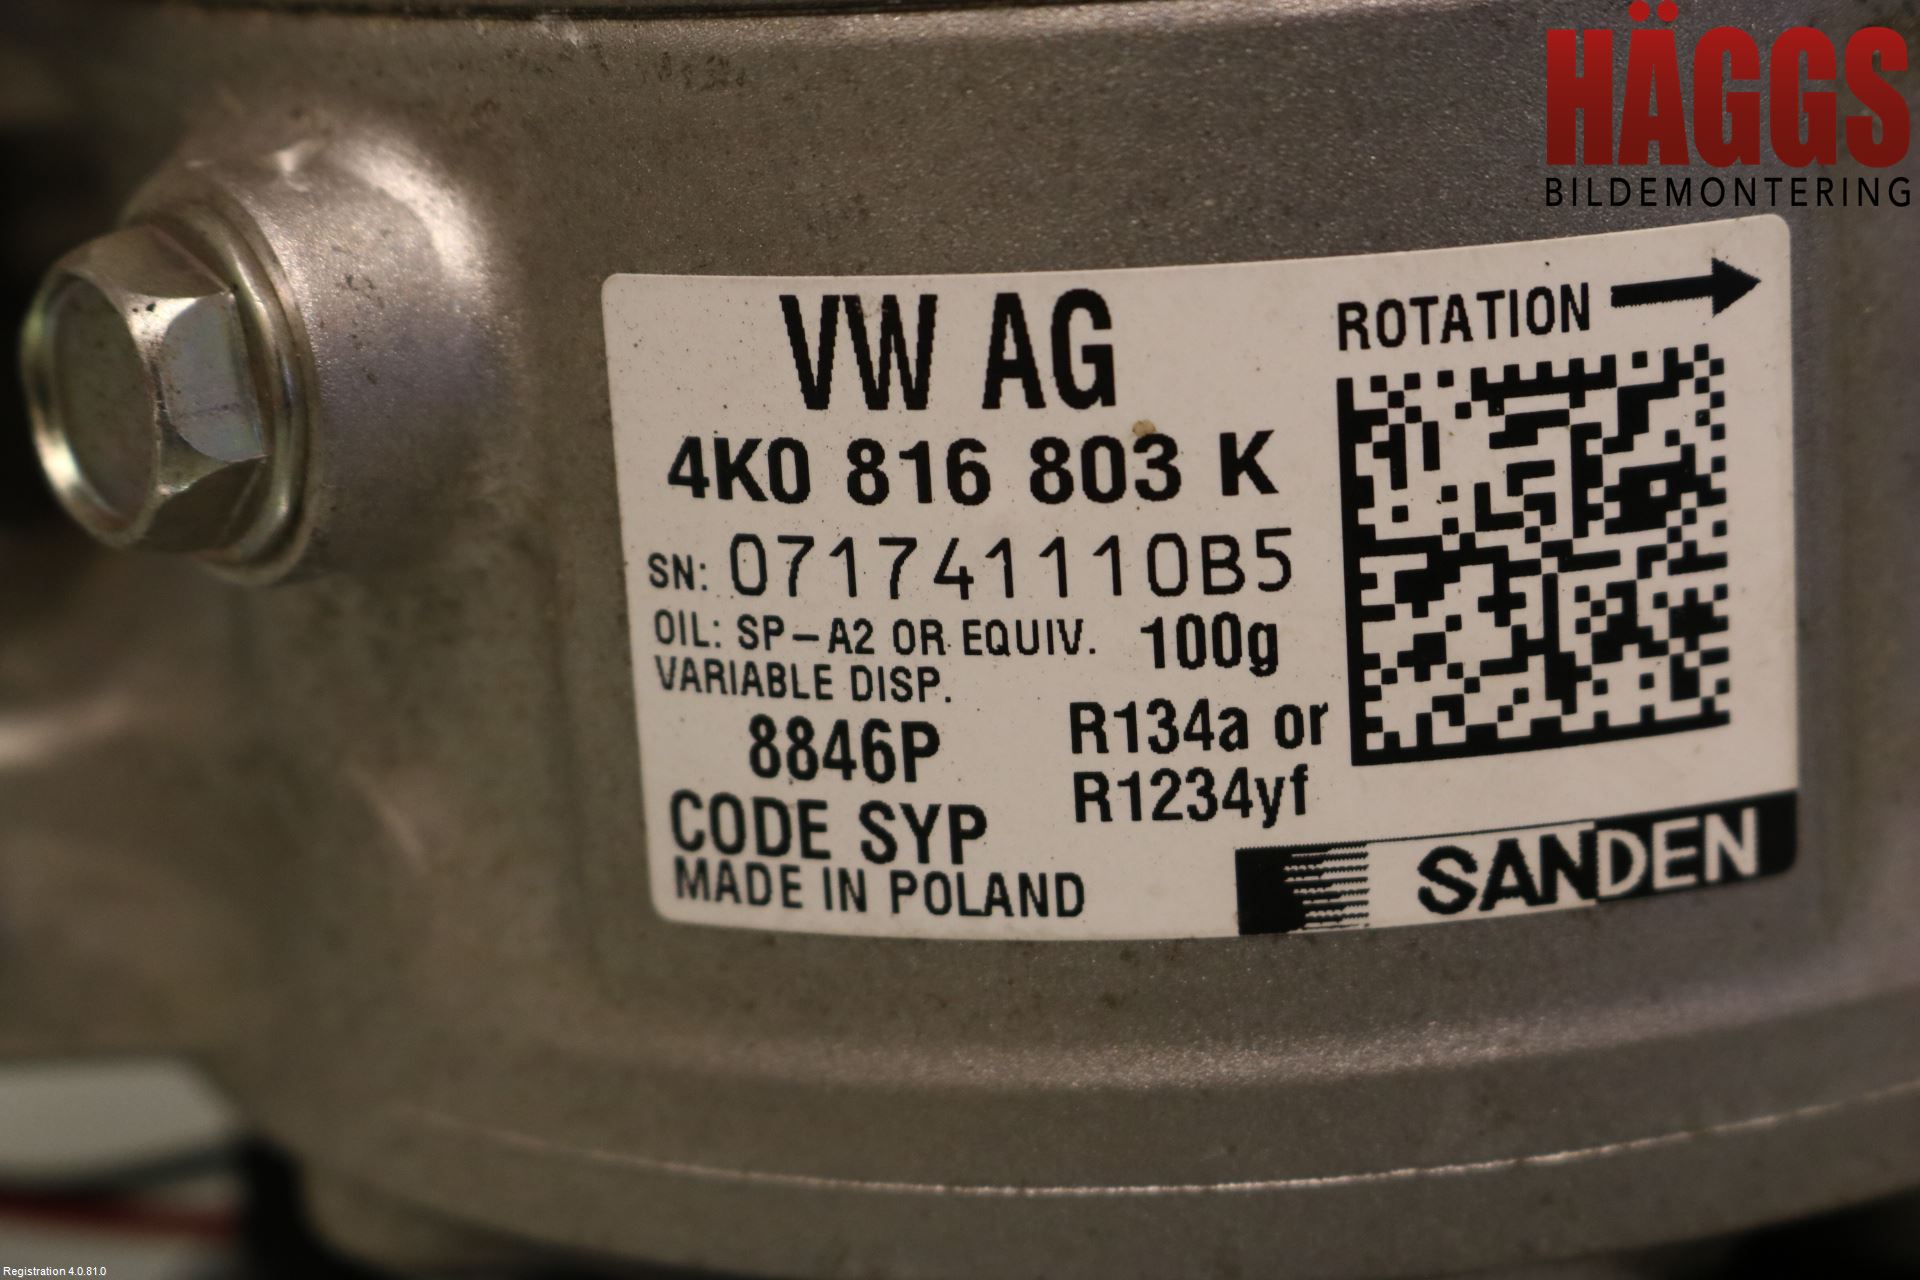 HÄGGS
BILDEMONTERING
VW AG
ROTATION
4K0 816 803 K
SN: 071741110B5
OIL: SP-A2 OR EQUIV. 100g
VARIABLE DISP.
8846P
R134a or
R1234yf
CODE SYP
MADE IN POLAND
SANDEN
Registration 4.0.81.0